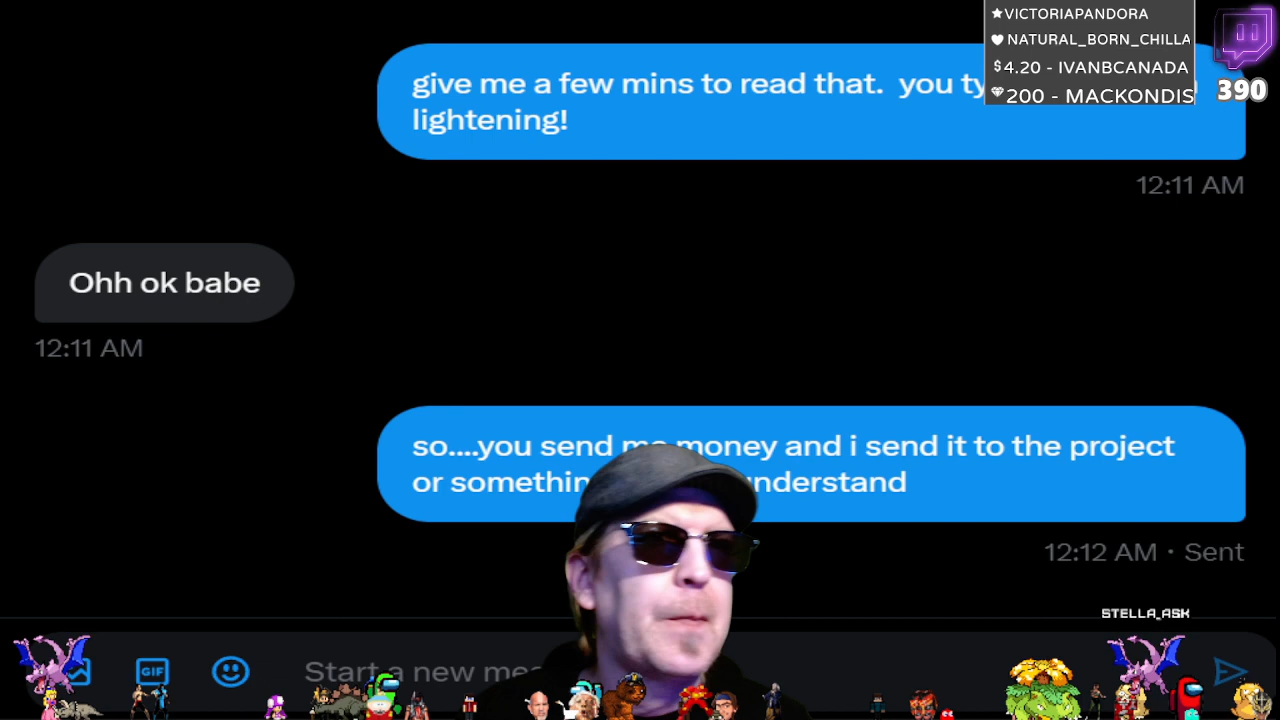 ★VICTORIAPANDORA
♥ NATURAL_BORN_CHILLA
$4.20 - IVANBCANADA
200 - MACKONDIS
390
give me a few mins to read that. you ty
lightening!
12:11 AM
Ohh ok babe
12:11 AM
so....you send me money and i send it to the project
or somethin understand
12:12 AM · Sent
STELLA_ASK
GIF
Start a new mes